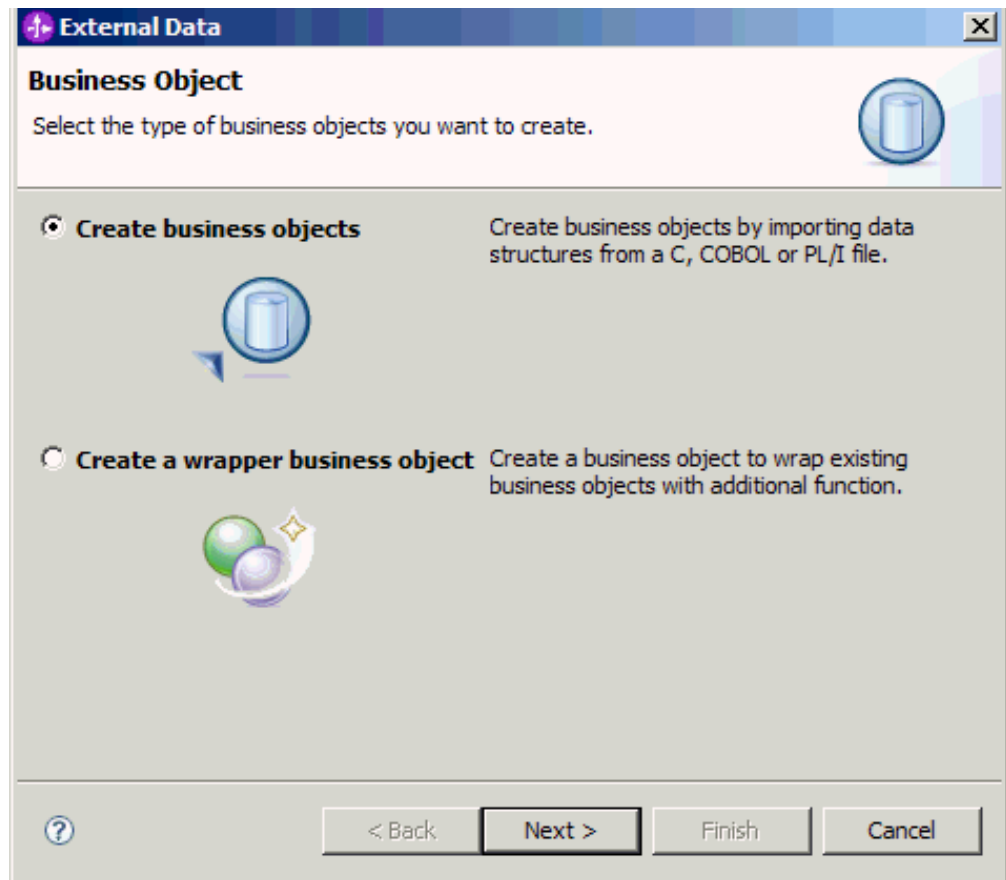 External Data
Business Object
Select the type of business objects you want to create.
Create business objects
Create business objects by importing data
structures from a C, COBOL or PL/I file.
Create a wrapper business object
Create a business object to wrap existing
business objects with additional function.
?
< Back
Next >
Finish
Cancel